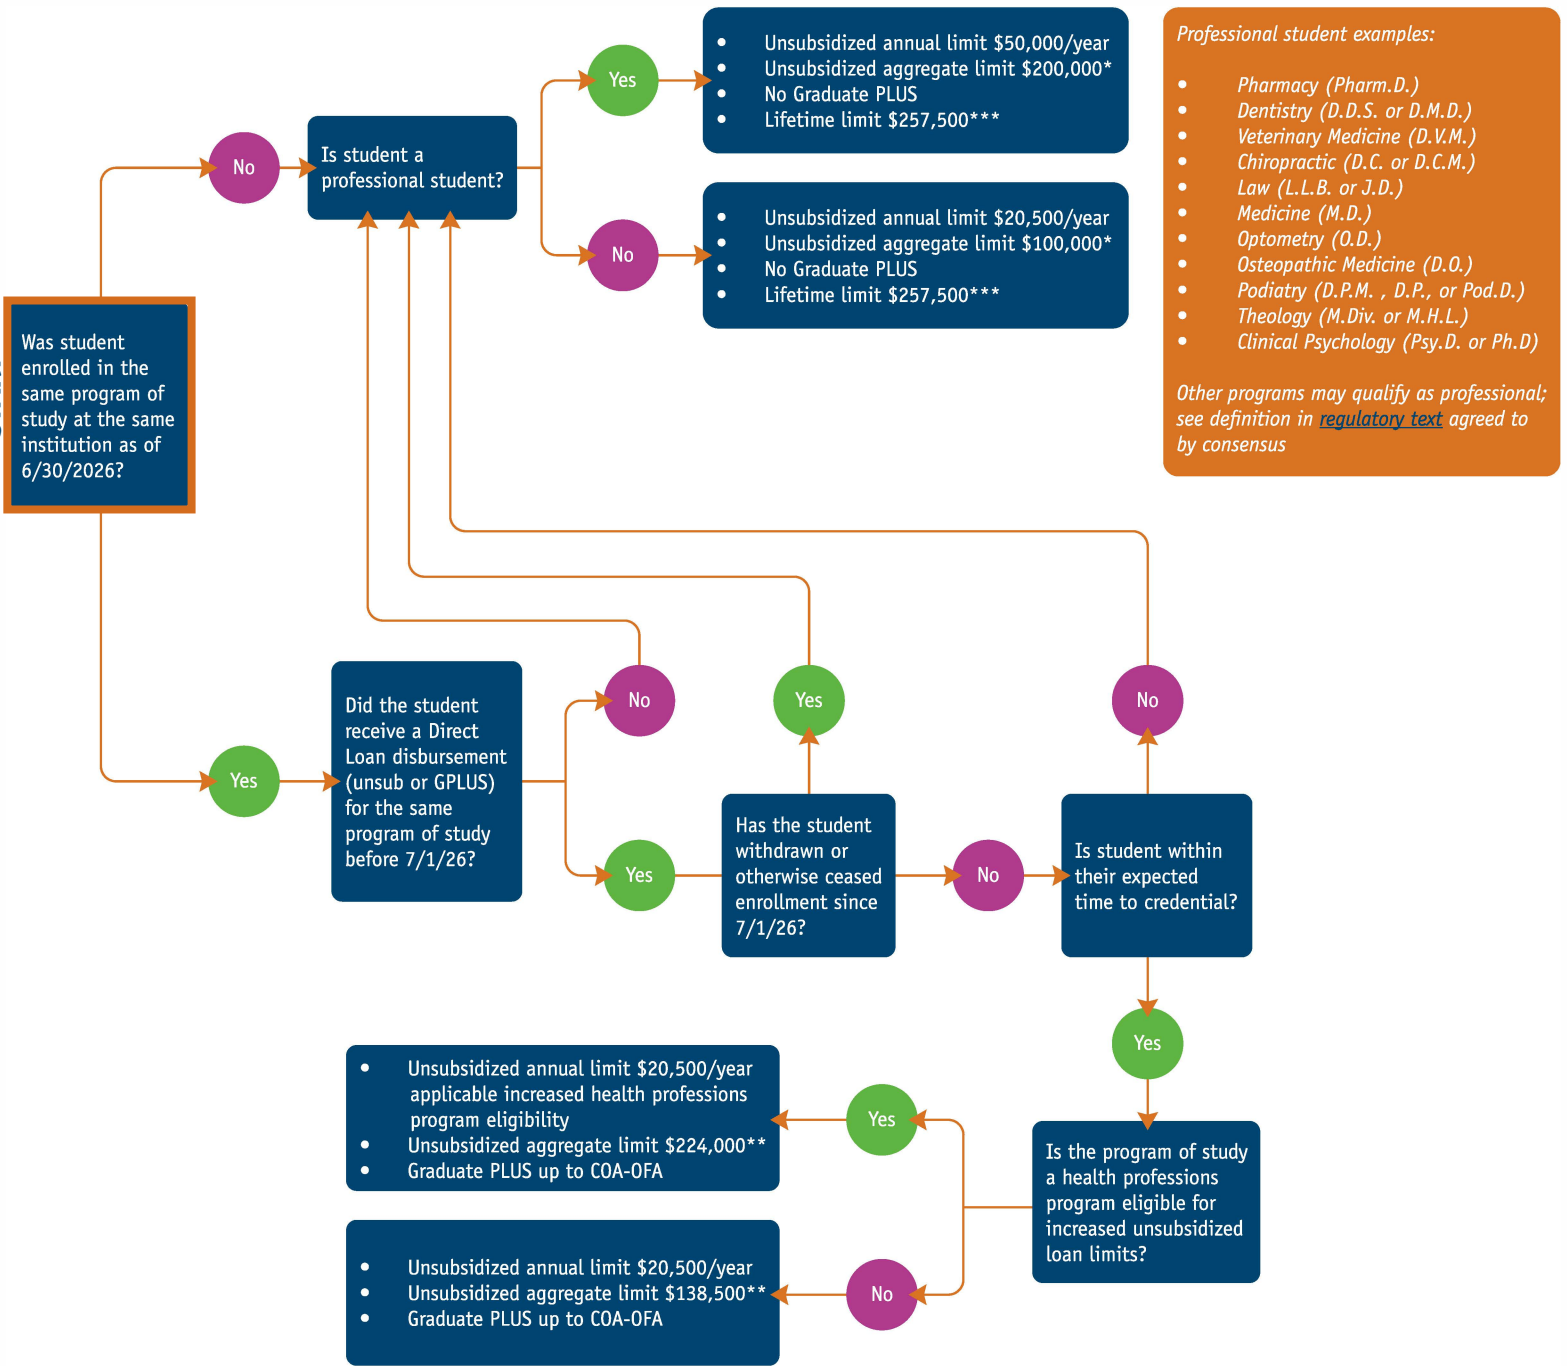 Was student
enrolled in the
same program of
study at the same
institution as of
6/30/2026?
No
Is student a
professional student?
Yes
• Unsubsidized annual limit $50,000/year
• Unsubsidized aggregate limit $200,000*
• No Graduate PLUS
• Lifetime limit $257,500***
No
• Unsubsidized annual limit $20,500/year
• Unsubsidized aggregate limit $100,000*
• No Graduate PLUS
• Lifetime limit $257,500***
Professional student examples:
• Pharmacy (Pharm.D.)
• Dentistry (D.D.S. or D.M.D.)
• Veterinary Medicine (D.V.M.)
• Chiropractic (D.C. or D.C.M.)
• Law (L.L.B. or J.D.)
• Medicine (M.D.)
• Optometry (O.D.)
• Osteopathic Medicine (D.O.)
• Podiatry (D.P.M. , D.P., or Pod.D.)
• Theology (M.Div. or M.H.L.)
• Clinical Psychology (Psy.D. or Ph.D)
Other programs may qualify as professional;
see definition in regulatory text agreed to
by consensus
Yes
Did the student
receive a Direct
Loan disbursement
(unsub or GPLUS)
for the same
program of study
before 7/1/26?
No
Yes
Has the student
withdrawn or
otherwise ceased
enrollment since
7/1/26?
Yes
No
Is student within
their expected
time to credential?
No
Yes
Is the program of study
a health professions
program eligible for
increased unsubsidized
loan limits?
Yes
• Unsubsidized annual limit $20,500/year
applicable increased health professions
program eligibility
• Unsubsidized aggregate limit $224,000**
• Graduate PLUS up to COA-OFA
No
• Unsubsidized annual limit $20,500/year
• Unsubsidized aggregate limit $138,500**
• Graduate PLUS up to COA-OFA